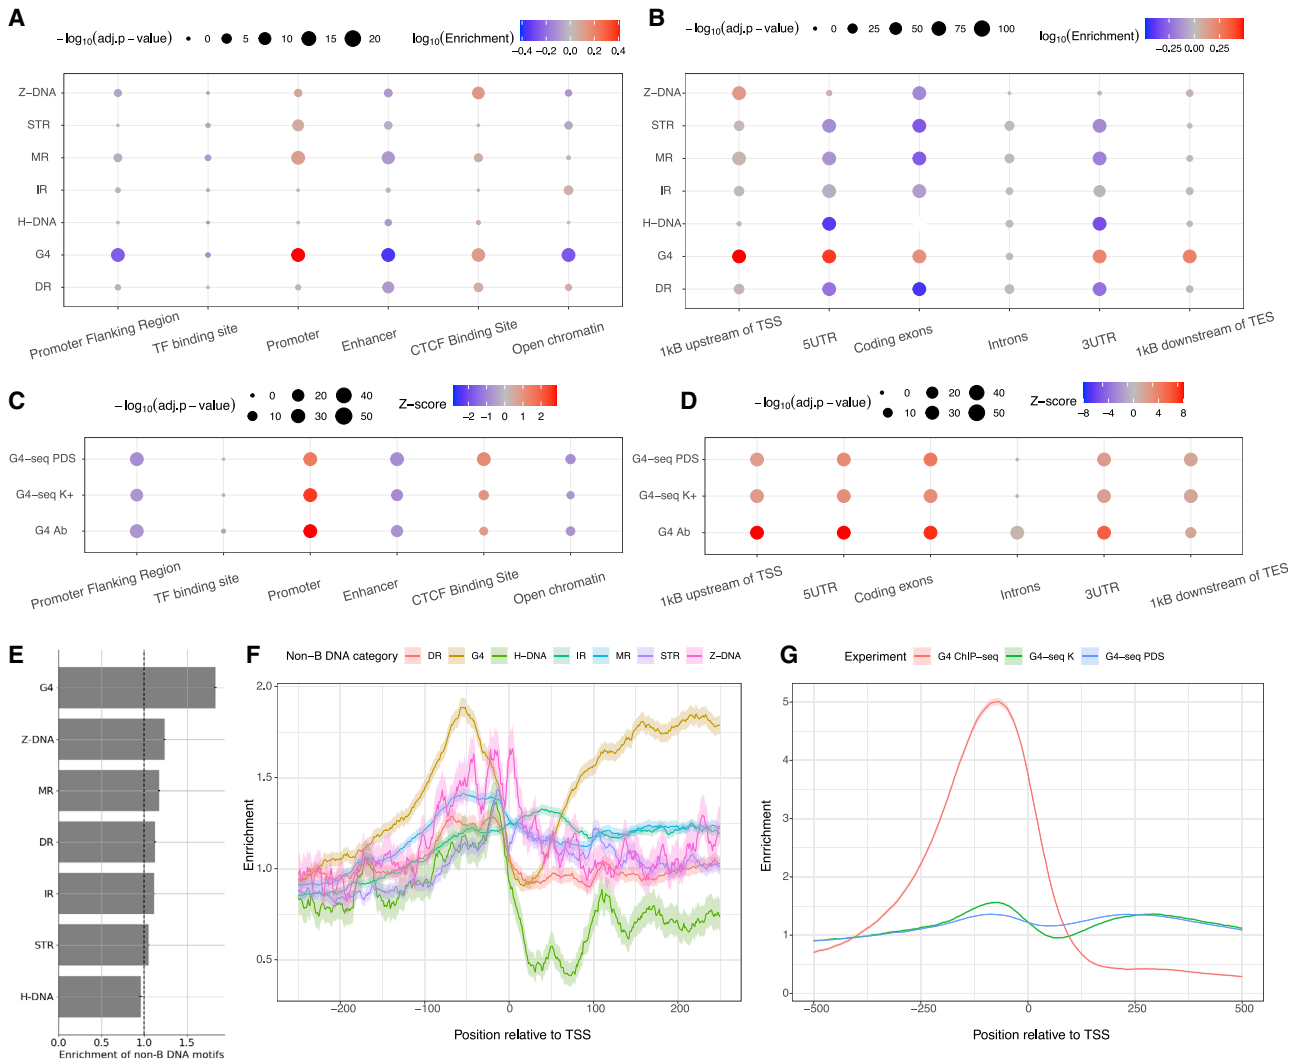 A
−log10(adj.p−value) 0 5 10 15 20
log10(Enrichment)
−0.4 −0.2 0.0 0.2 0.4
Z−DNA
STR
MR
IR
H−DNA
G4
DR
Promoter Flanking Region
TF binding site
Promoter
Enhancer
CTCF Binding Site
Open chromatin
B
−log10(adj.p−value) 0 25 50 75 100
log10(Enrichment)
−0.25 0.00 0.25
Z−DNA
STR
MR
IR
H−DNA
G4
DR
1kB upstream of TSS
5UTR
Coding exons
Introns
3UTR
1kB downstream of TES
C
−log10(adj.p−value)
0 20 40
10 30 50
Z−score
−2 −1 0 1 2
G4−seq PDS
G4−seq K+
G4 Ab
Promoter Flanking Region
TF binding site
Promoter
Enhancer
CTCF Binding Site
Open chromatin
D
−log10(adj.p−value)
0 20 40
10 30 50
Z−score
−8 −4 0 4 8
G4−seq PDS
G4−seq K+
G4 Ab
1kB upstream of TSS
5UTR
Coding exons
Introns
3UTR
1kB downstream of TES
E
G4
Z-DNA
MR
DR
IR
STR
H-DNA
0.0 0.5 1.0 1.5
Enrichment of non-B DNA motifs
F
Non−B DNA category DR G4 H−DNA IR MR STR Z−DNA
Enrichment
2.0
1.5
1.0
0.5
−200 −100 0 100 200
Position relative to TSS
G
Experiment G4 ChIP−seq G4−seq K G4−seq PDS
Enrrichment
5
4
3
2
1
0
−500 −250 0 250 500
Position relative to TSS